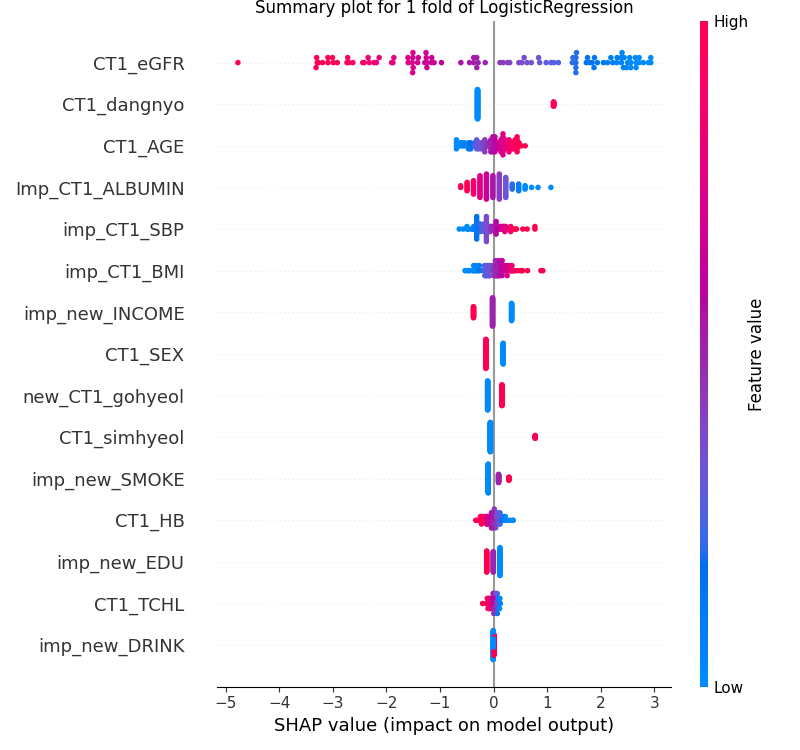 Summary plot for 1 fold of LogisticRegression
High
CT1_eGFR
CT1_dangnyo
CT1_AGE
Imp_CT1_ALBUMIN
imp_CT1_SBP
imp_CT1_BMI
imp_new_INCOME
CT1_SEX
new_CT1_gohyeol
CT1_simhyeol
imp_new_SMOKE
CT1_HB
imp_new_EDU
CT1_TCHL
imp_new_DRINK
Feature value
Low
−5 −4 −3 −2 −1 0 1 2 3
SHAP value (impact on model output)